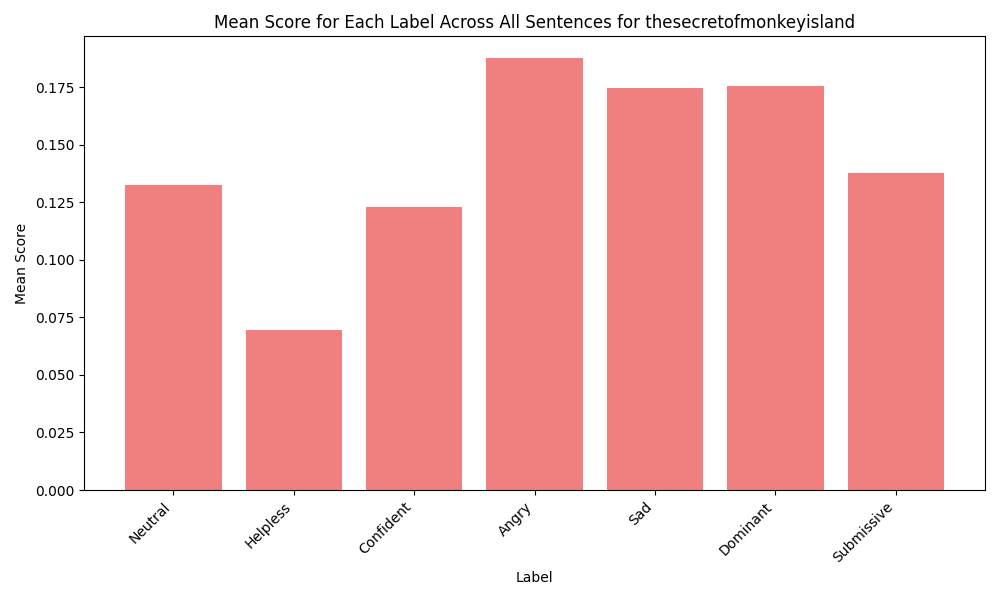 Mean Score for Each Label Across All Sentences for thesecretofmonkeyisland
Mean Score
0.175
0.150
0.125
0.100
0.075
0.050
0.025
0.000
Neutral
Helpless
Confident
Angry
Sad
Dominant
Submissive
Label